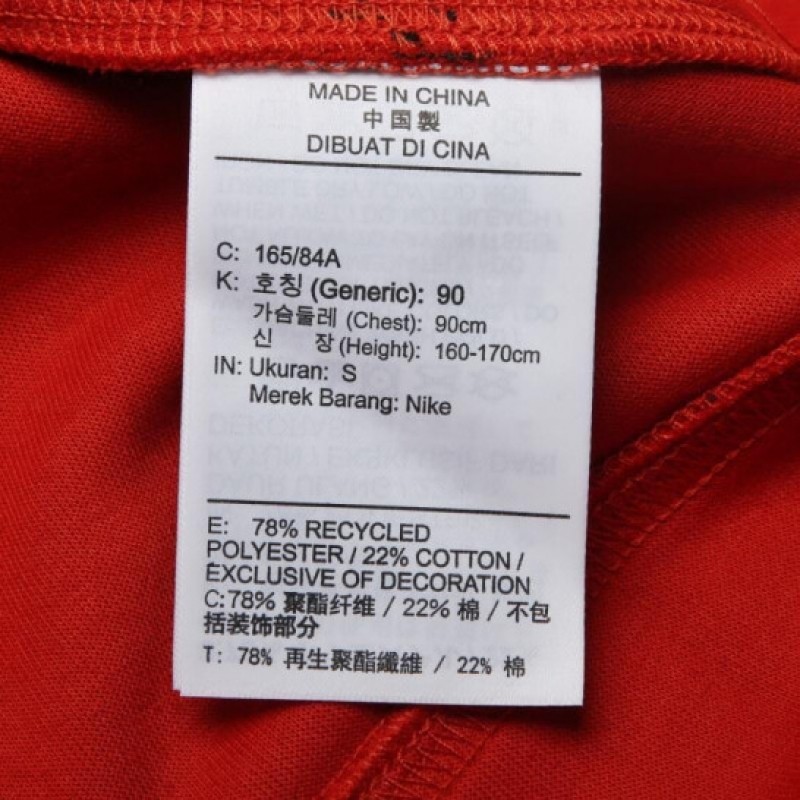 MADE IN CHINA
中国製
DIBUAT DI CINA
C: 165/84A
K: 호칭 (Generic): 90
가슴둘레 (Chest): 90cm
신 장 (Height): 160-170cm
IN: Ukuran: S
Merek Barang: Nike
E: 78% RECYCLED
POLYESTER / 22% COTTON /
EXCLUSIVE OF DECORATION
C:78% 聚酯纤维 / 22% 棉 / 不包
括装饰部分
T: 78% 再生聚酯纖維 / 22% 棉